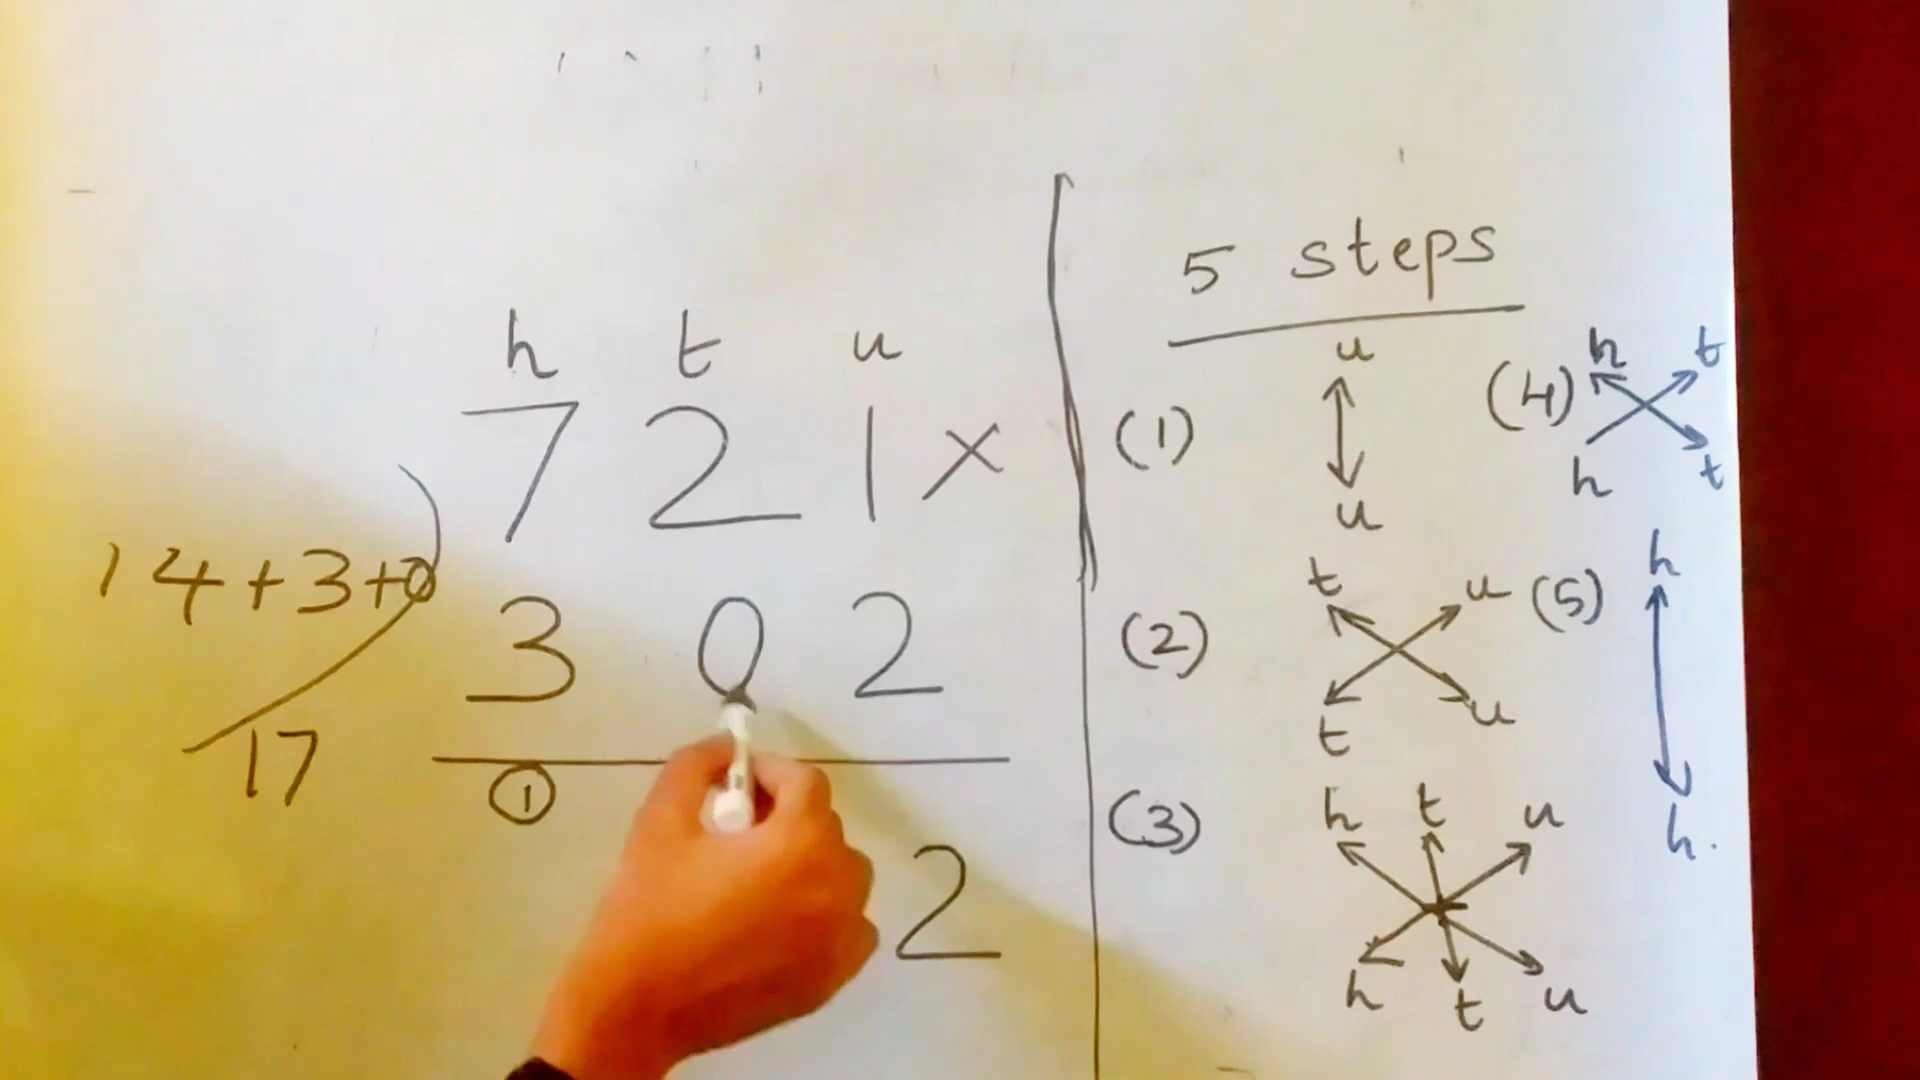 h t u
7 2 1 ×
14+3+0
3 0 2
17
①
2
5 steps
(1)
u
u
(2)
t u
t u
(3)
h t u
h t u
(4)
h t
h t
(5)
h
h.